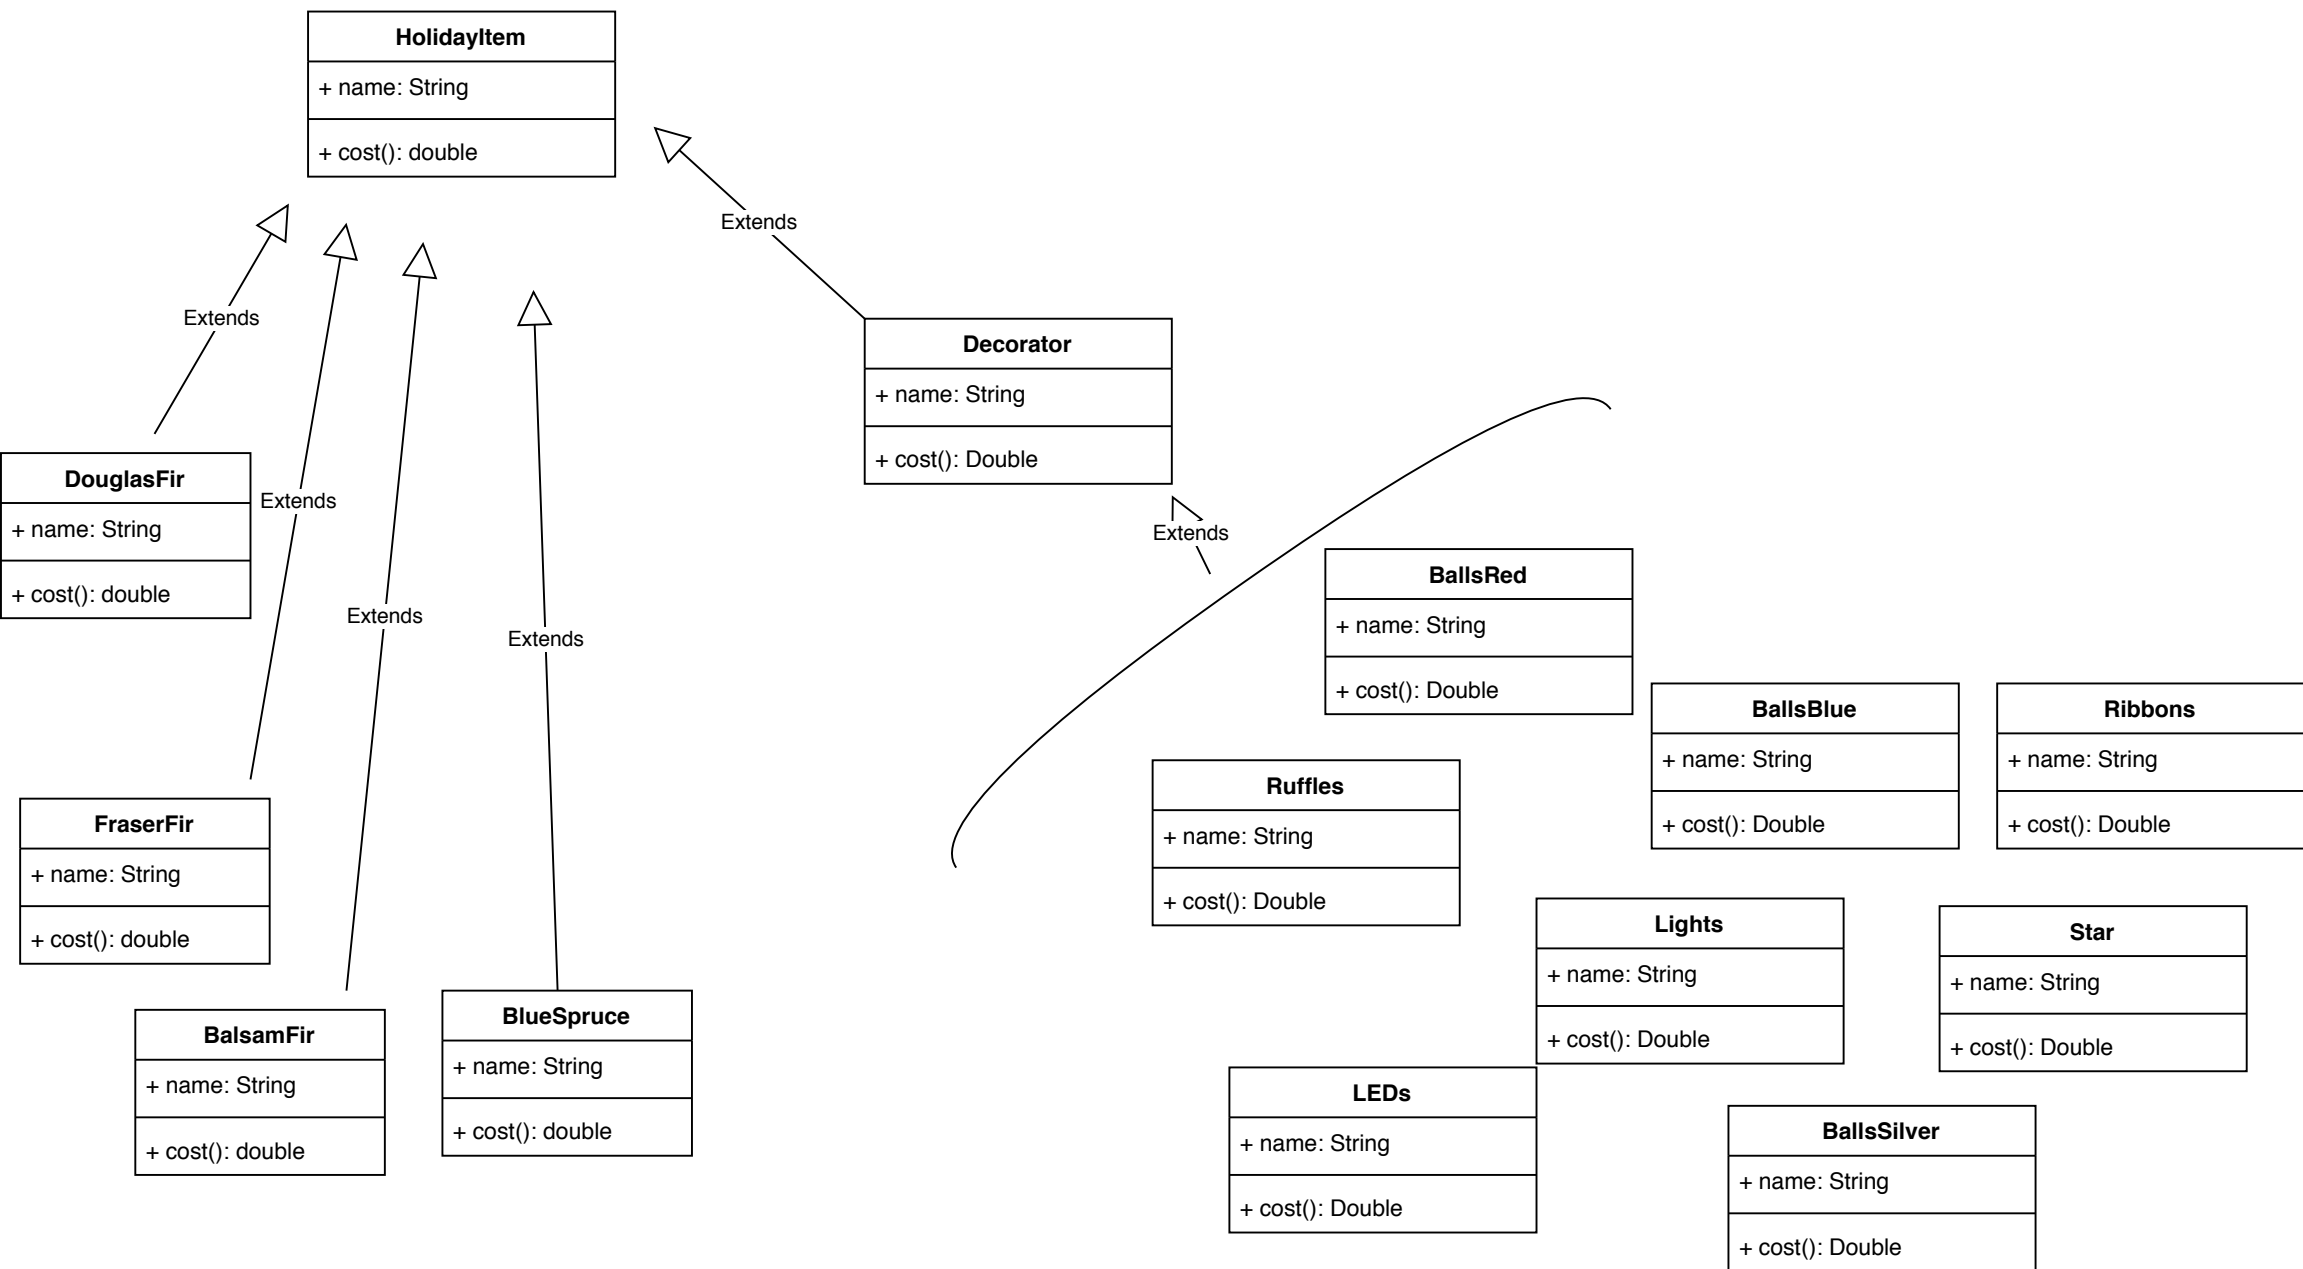 HolidayItem
+ name: String
+ cost(): double
Extends
Extends
Decorator
+ name: String
+ cost(): Double
DouglasFir
+ name: String
+ cost(): double
Extends
Extends
Extends
Extends
BallsRed
+ name: String
+ cost(): Double
BallsBlue
+ name: String
+ cost(): Double
Ribbons
+ name: String
+ cost(): Double
Ruffles
+ name: String
+ cost(): Double
FraserFir
+ name: String
+ cost(): double
Lights
+ name: String
+ cost(): Double
Star
+ name: String
+ cost(): Double
BalsamFir
+ name: String
+ cost(): double
BlueSpruce
+ name: String
+ cost(): double
LEDs
+ name: String
+ cost(): Double
BallsSilver
+ name: String
+ cost(): Double